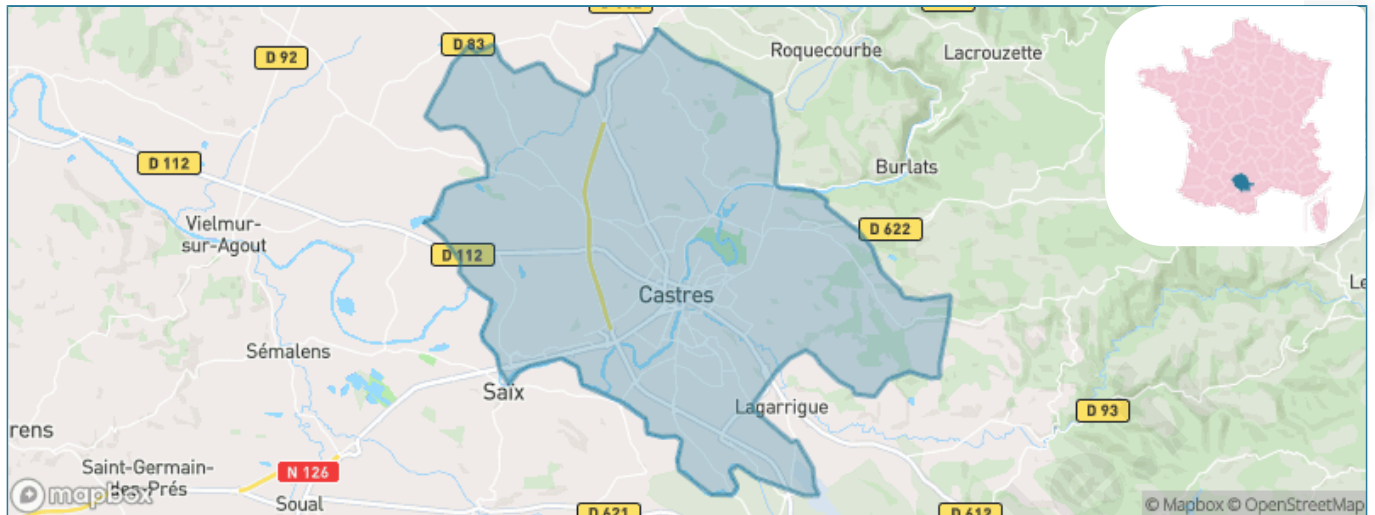 D 83
D 92
Roquecourbe
Lacrouzette
D 112
Burlats
Vielmur-
sur-Agout
D 622
D 112
Castres
Sémalens
Saïx
Lagarrigue
D 93
rens
Saint-Germain-
des-Prés
N 126
Soual
D 621
D 612
Le
mapbox
© Mapbox © OpenStreetMap